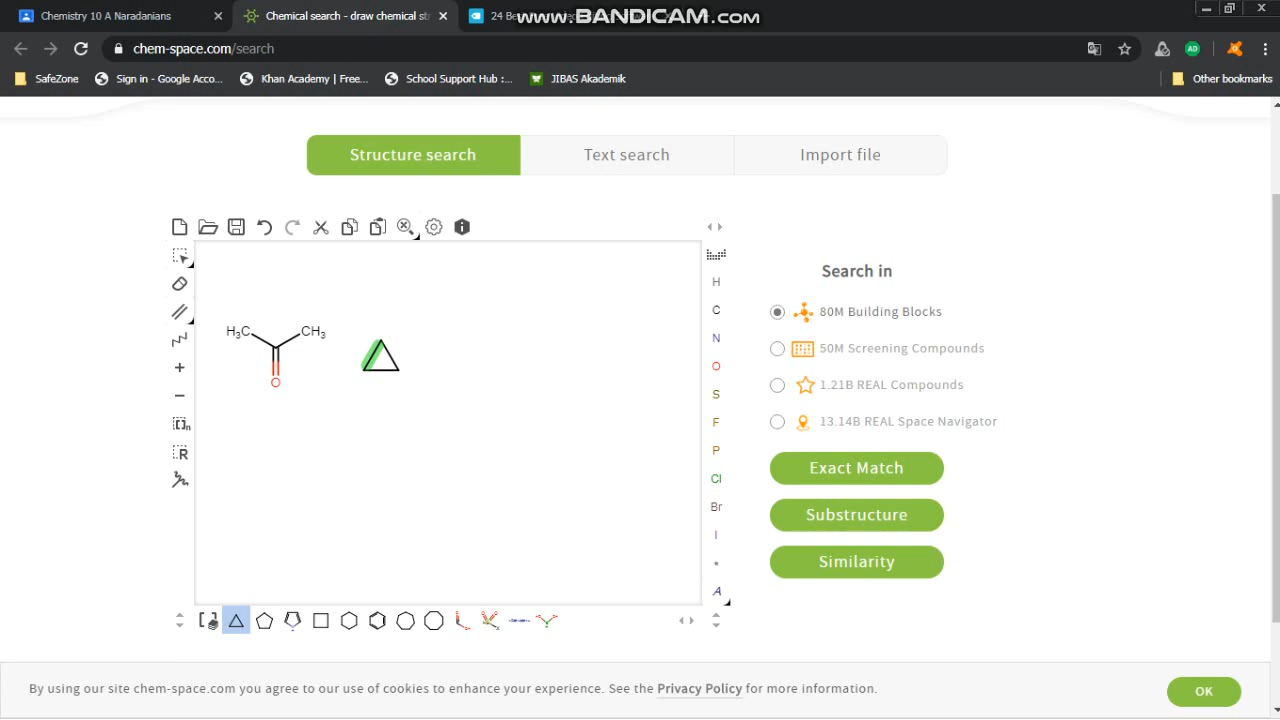 Chemistry 10 A Naradanians
Chemical search - draw chemical st
24 Be
www.BANDICAM.com
chem-space.com/search
SafeZone
Sign in - Google Acco...
Khan Academy | Free...
School Support Hub :...
JIBAS Akademik
Other bookmarks
Structure search
Text search
Import file
H
C
N
O
S
F
P
Cl
Br
I
A
H3C
CH3
O
[]n
R
Search in
80M Building Blocks
50M Screening Compounds
1.21B REAL Compounds
13.14B REAL Space Navigator
Exact Match
Substructure
Similarity
By using our site chem-space.com you agree to our use of cookies to enhance your experience. See the Privacy Policy for more information.
OK